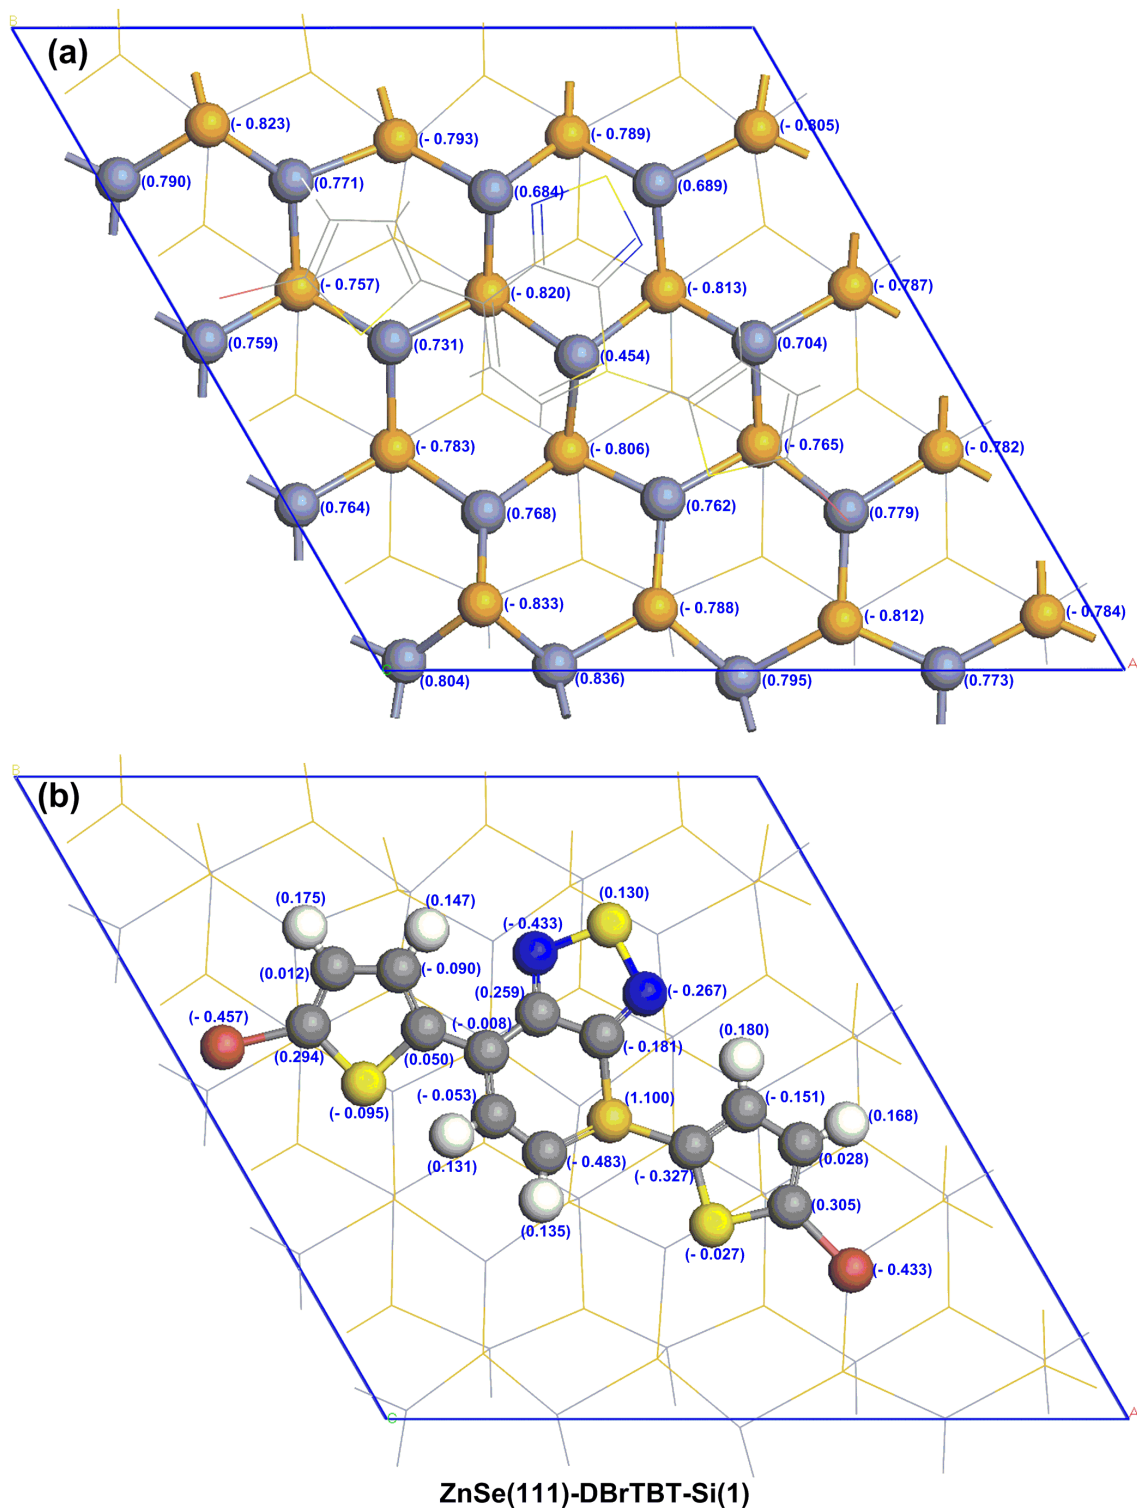 B
(a)
(- 0.823) (- 0.793) (- 0.789) (- 0.805)
(0.790) (0.771) (0.684) (0.689)
(- 0.757) (- 0.820) (- 0.813) (- 0.787)
(0.759) (0.731) (0.454) (0.704)
(- 0.783) (- 0.806) (- 0.765) (- 0.782)
(0.764) (0.768) (0.762) (0.779)
(- 0.833) (- 0.788) (- 0.812) (- 0.784)
C (0.804) (0.836) (0.795) (0.773) A
B
(b)
(0.175) (0.147) (- 0.433) (0.130)
(0.012) (- 0.090) (0.259) (- 0.267)
(- 0.457) (0.294) (0.050) (- 0.008) (- 0.181) (0.180)
(- 0.095) (- 0.053) (1.100) (- 0.151) (0.168)
(0.131) (- 0.483) (- 0.327) (0.028)
(0.135) (0.305)
(- 0.027) (- 0.433)
C A
ZnSe(111)-DBrTBT-Si(1)